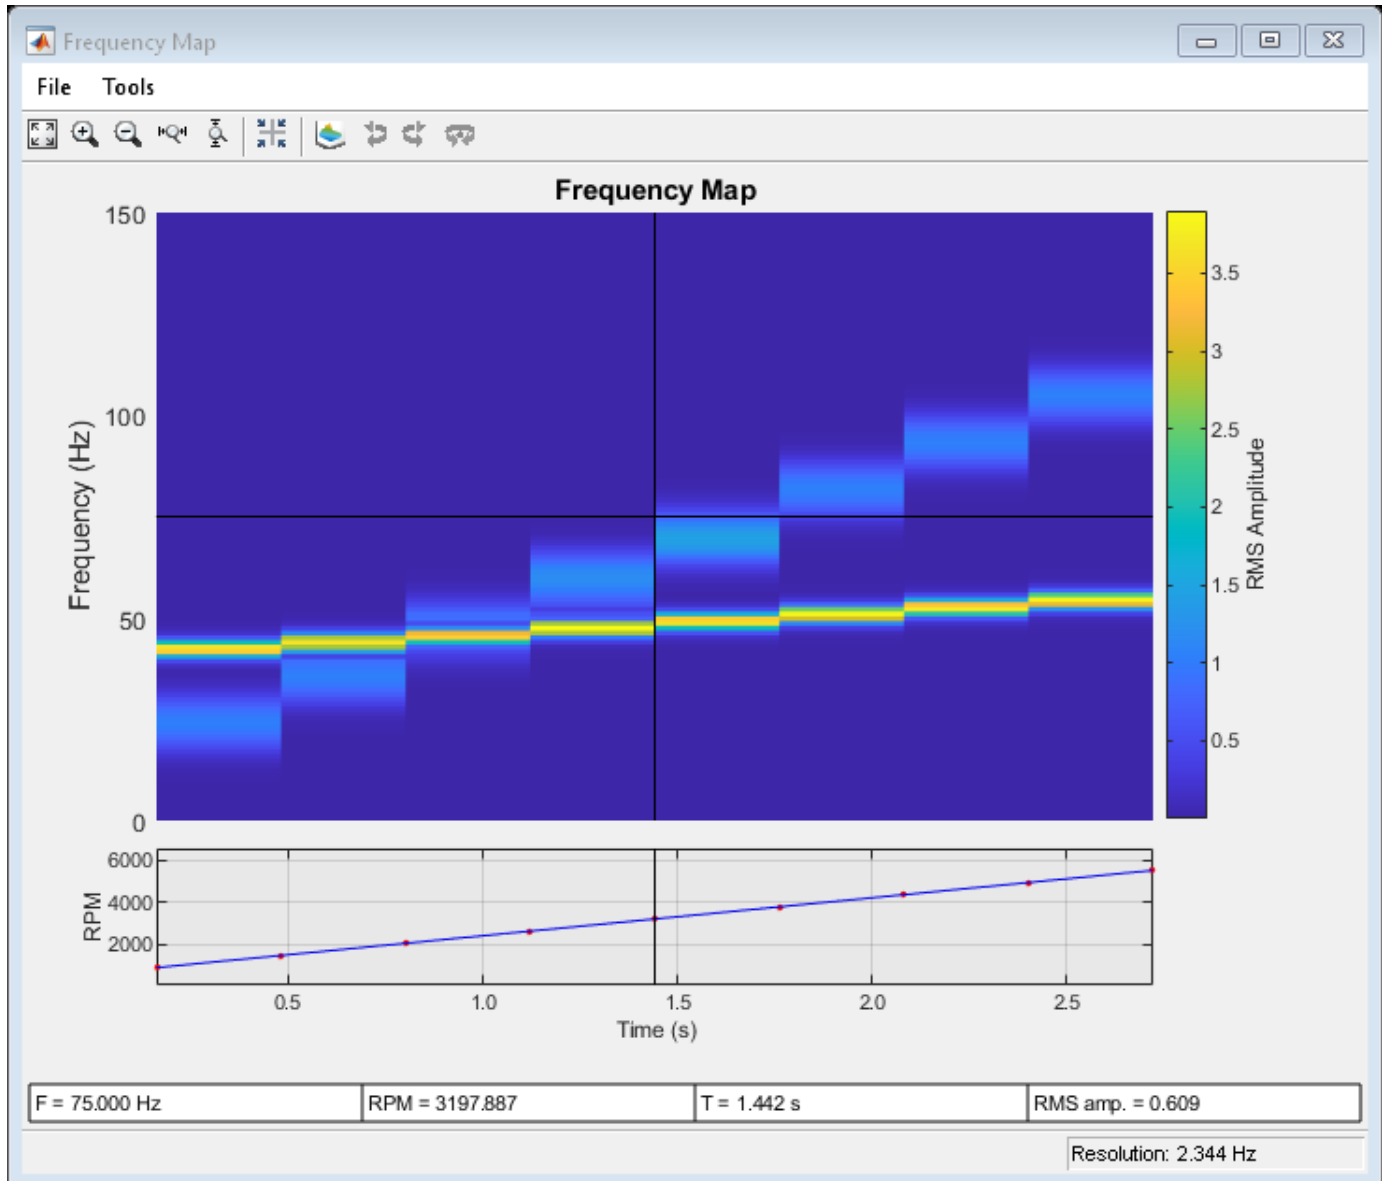 Frequency Map
File Tools
Frequency Map
150
100
50
0
Frequency (Hz)
3.5
3
2.5
2
1.5
1
0.5
RMS Amplitude
6000
4000
2000
RPM
0.5 1.0 1.5 2.0 2.5
Time (s)
F = 75.000 Hz RPM = 3197.887 T = 1.442 s RMS amp. = 0.609
Resolution: 2.344 Hz